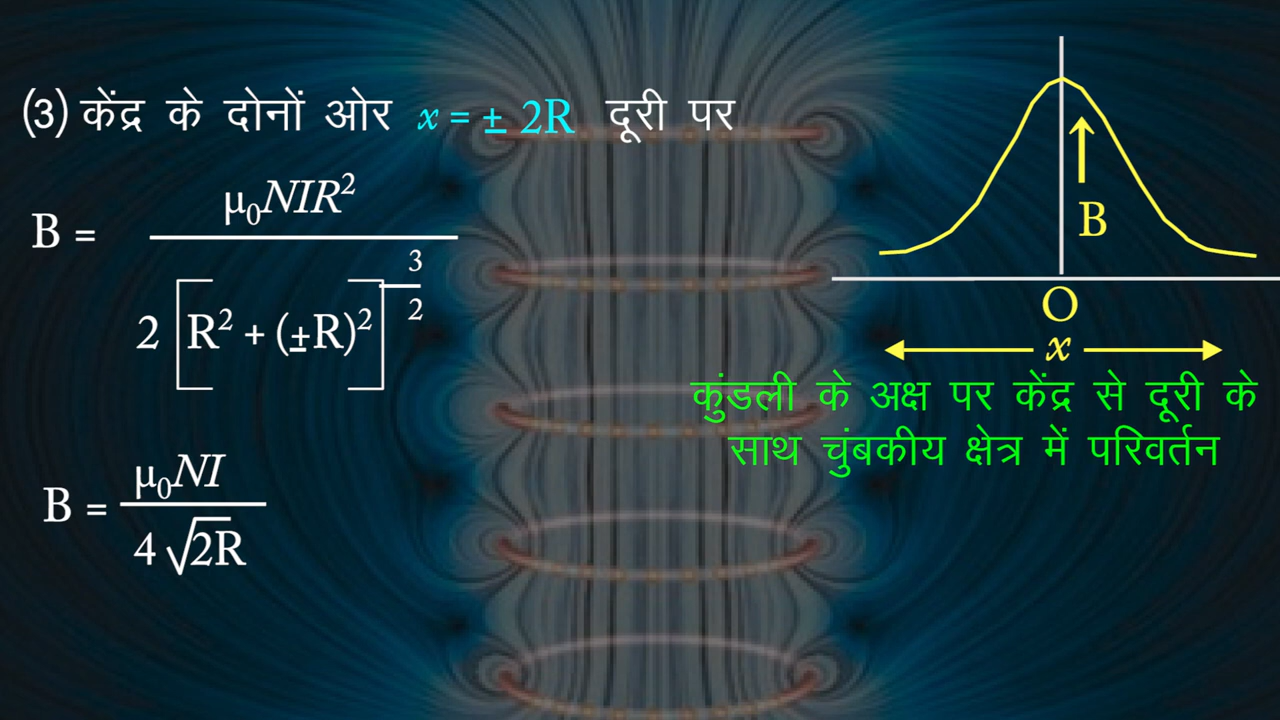 (3) केंद्र के दोनों ओर x = ± 2R दूरी पर
B = μ₀NIR² / 2 [R² + (±R)²]^3/2
B = μ₀NI / 4√2R
B
O
x
कुंडली के अक्ष पर केंद्र से दूरी के
साथ चुंबकीय क्षेत्र में परिवर्तन